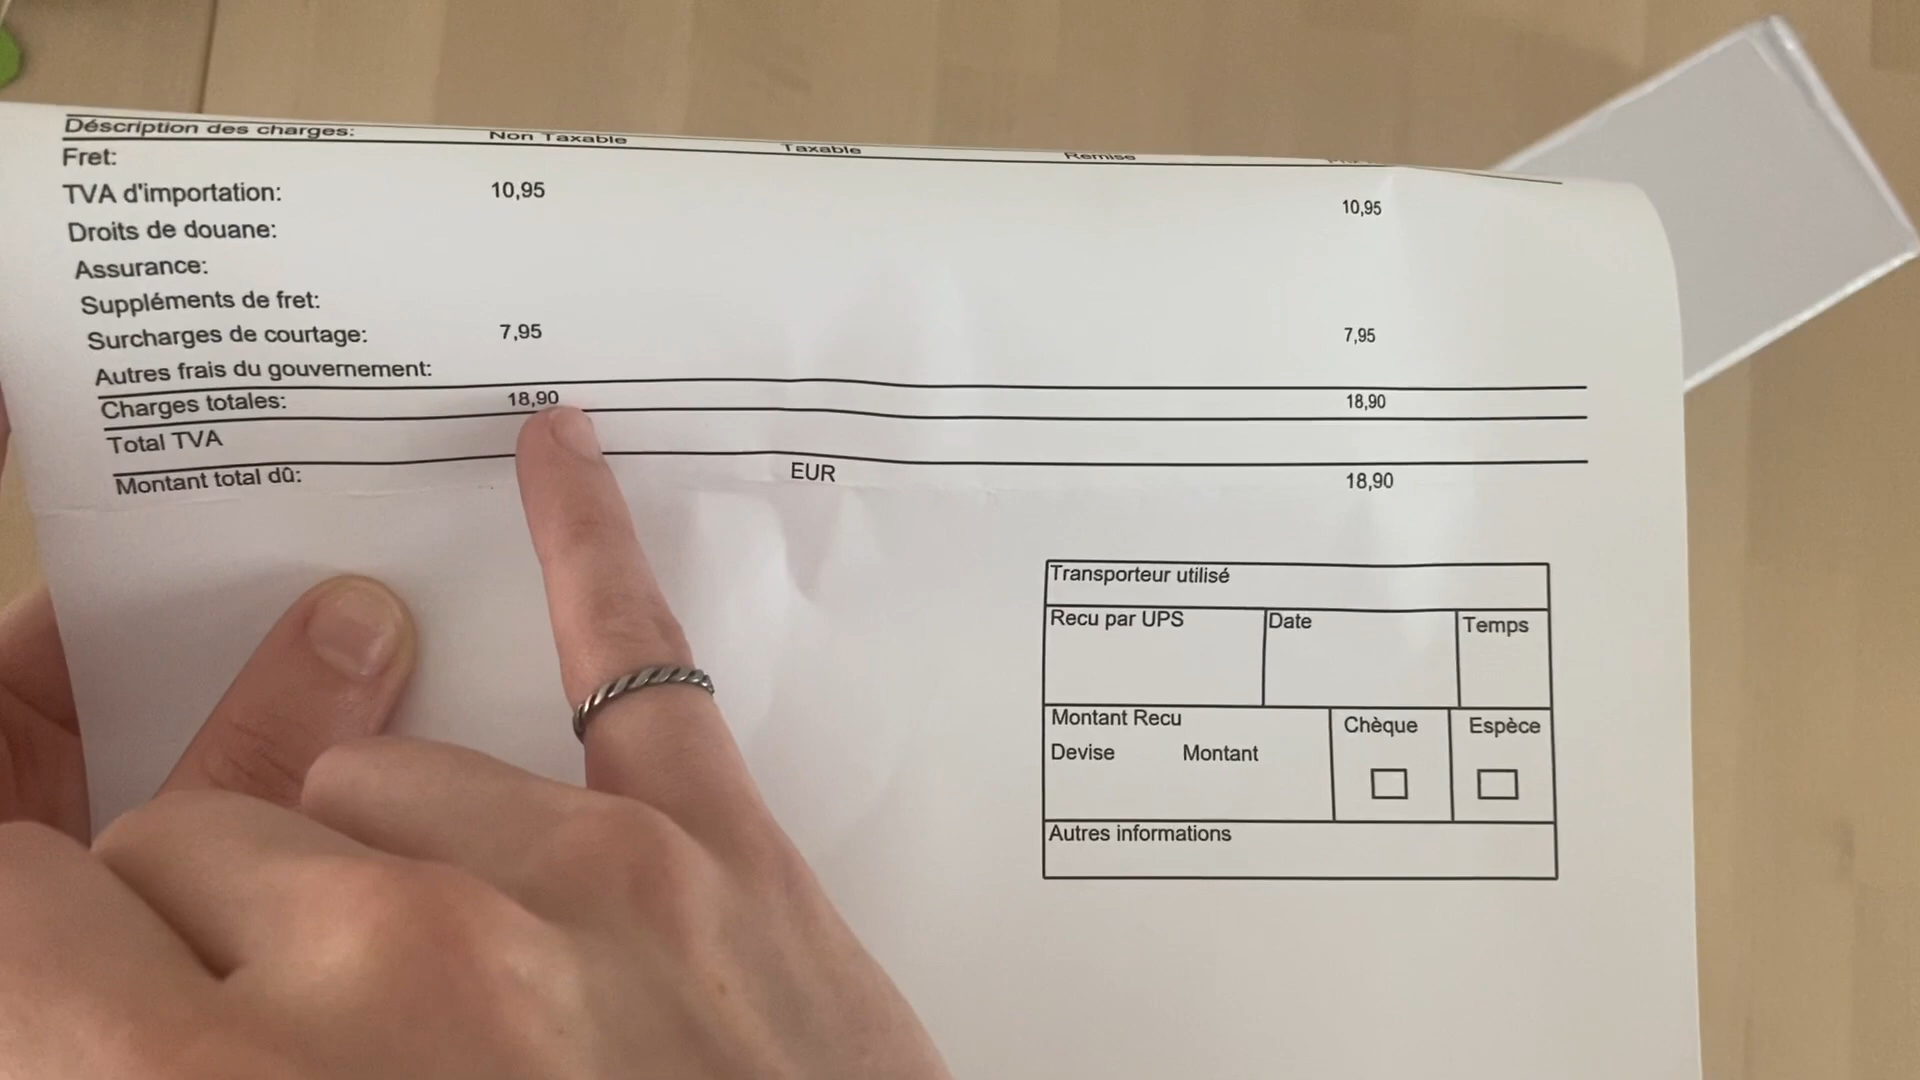 Déscription des charges: Non Taxable Taxable Remise
Fret:
TVA d'importation: 10,95 10,95
Droits de douane:
Assurance:
Suppléments de fret:
Surcharges de courtage: 7,95 7,95
Autres frais du gouvernement:
Charges totales: 18,90 18,90
Total TVA
Montant total dû: EUR 18,90
Transporteur utilisé
Recu par UPS Date Temps
Montant Recu Chèque Espèce
Devise Montant
Autres informations